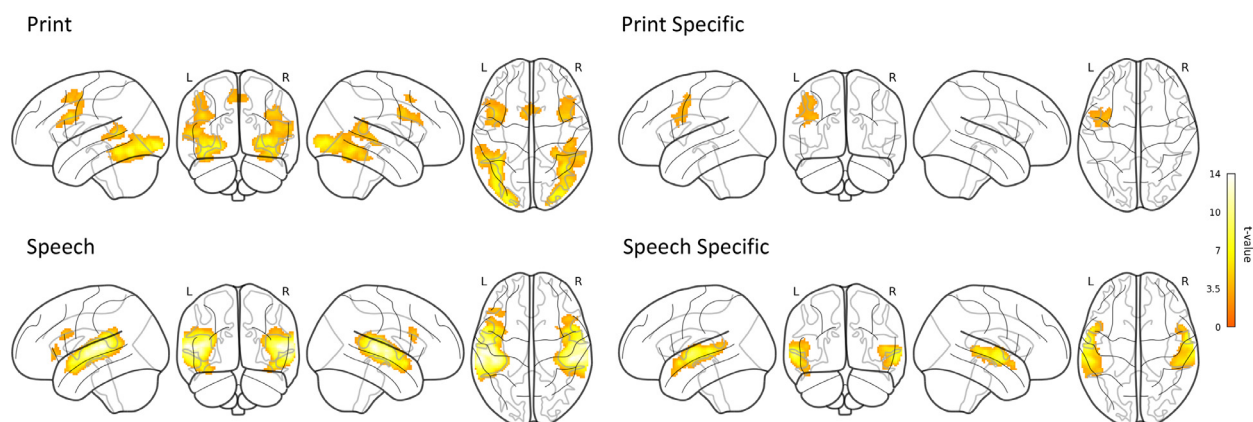 Print
Print Specific
L R L R L R L R
14
10
7
3.5
0
t-value
Speech
Speech Specific
L R L R L R L R